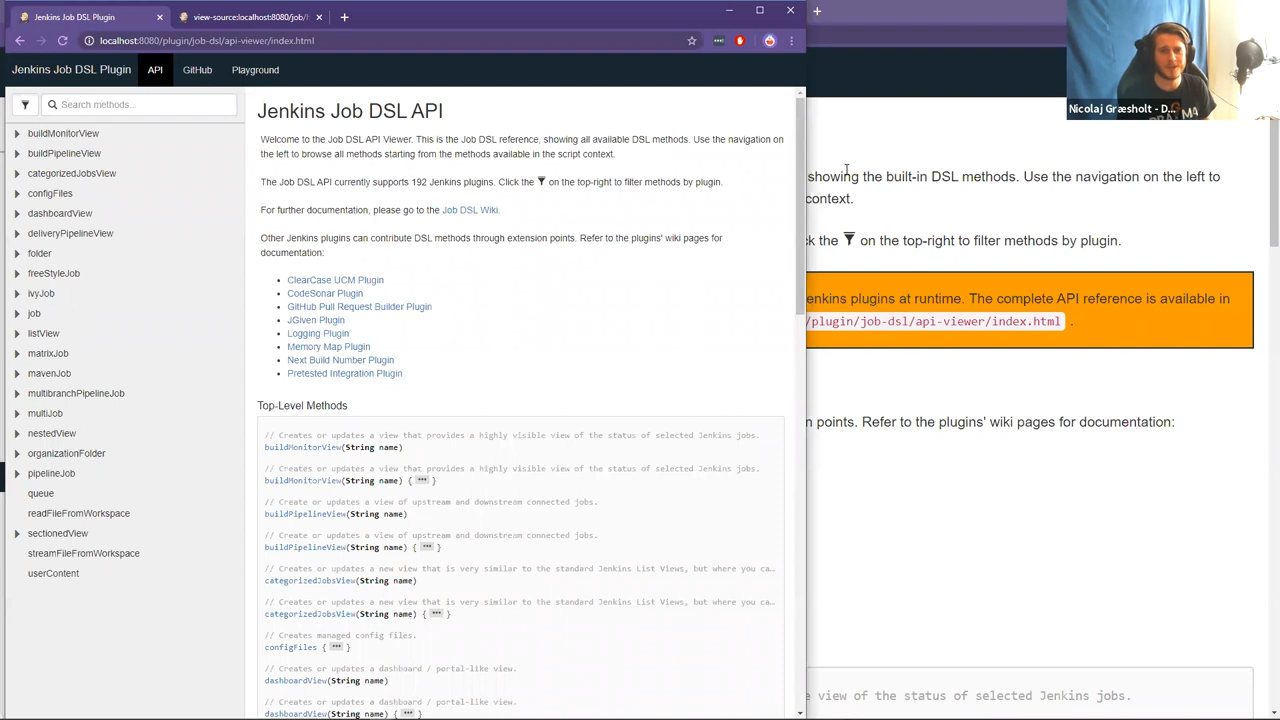 Jenkins Job DSL Plugin
view-source:localhost:8080/job/
localhost:8080/plugin/job-dsl/api-viewer/index.html
Jenkins Job DSL Plugin
API
GitHub
Playground
Search methods...
buildMonitorView
buildPipelineView
categorizedJobsView
configFiles
dashboardView
deliveryPipelineView
folder
freeStyleJob
ivyJob
job
listView
matrixJob
mavenJob
multibranchPipelineJob
multiJob
nestedView
organizationFolder
pipelineJob
queue
readFileFromWorkspace
sectionedView
streamFileFromWorkspace
userContent
Jenkins Job DSL API
Welcome to the Job DSL API Viewer. This is the Job DSL reference, showing all available DSL methods. Use the navigation on
the left to browse all methods starting from the methods available in the script context.
The Job DSL API currently supports 192 Jenkins plugins. Click the on the top-right to filter methods by plugin.
For further documentation, please go to the Job DSL Wiki.
Other Jenkins plugins can contribute DSL methods through extension points. Refer to the plugins' wiki pages for
documentation:
• ClearCase UCM Plugin
• CodeSonar Plugin
• GitHub Pull Request Builder Plugin
• JGiven Plugin
• Logging Plugin
• Memory Map Plugin
• Next Build Number Plugin
• Pretested Integration Plugin
Top-Level Methods
// Creates or updates a view that provides a highly visible view of the status of selected Jenkins jobs.
buildMonitorView(String name)
// Creates or updates a view that provides a highly visible view of the status of selected Jenkins jobs.
buildMonitorView(String name) { ••• }
// Create or updates a view of upstream and downstream connected jobs.
buildPipelineView(String name)
// Create or updates a view of upstream and downstream connected jobs.
buildPipelineView(String name) { ••• }
// Creates or updates a new view that is very similar to the standard Jenkins List Views, but where you ca…
categorizedJobsView(String name)
// Creates or updates a new view that is very similar to the standard Jenkins List Views, but where you ca…
categorizedJobsView(String name) { ••• }
// Creates managed config files.
configFiles { ••• }
// Creates or updates a dashboard / portal-like view.
dashboardView(String name)
// Creates or updates a dashboard / portal-like view.
dashboardView(String name) { ••• }
Nicolaj Græsholt - D...
showing the built-in DSL methods. Use the navigation on the left to
context.
ck the on the top-right to filter methods by plugin.
enkins plugins at runtime. The complete API reference is available in
/plugin/job-dsl/api-viewer/index.html .
n points. Refer to the plugins' wiki pages for documentation:
e view of the status of selected Jenkins jobs.